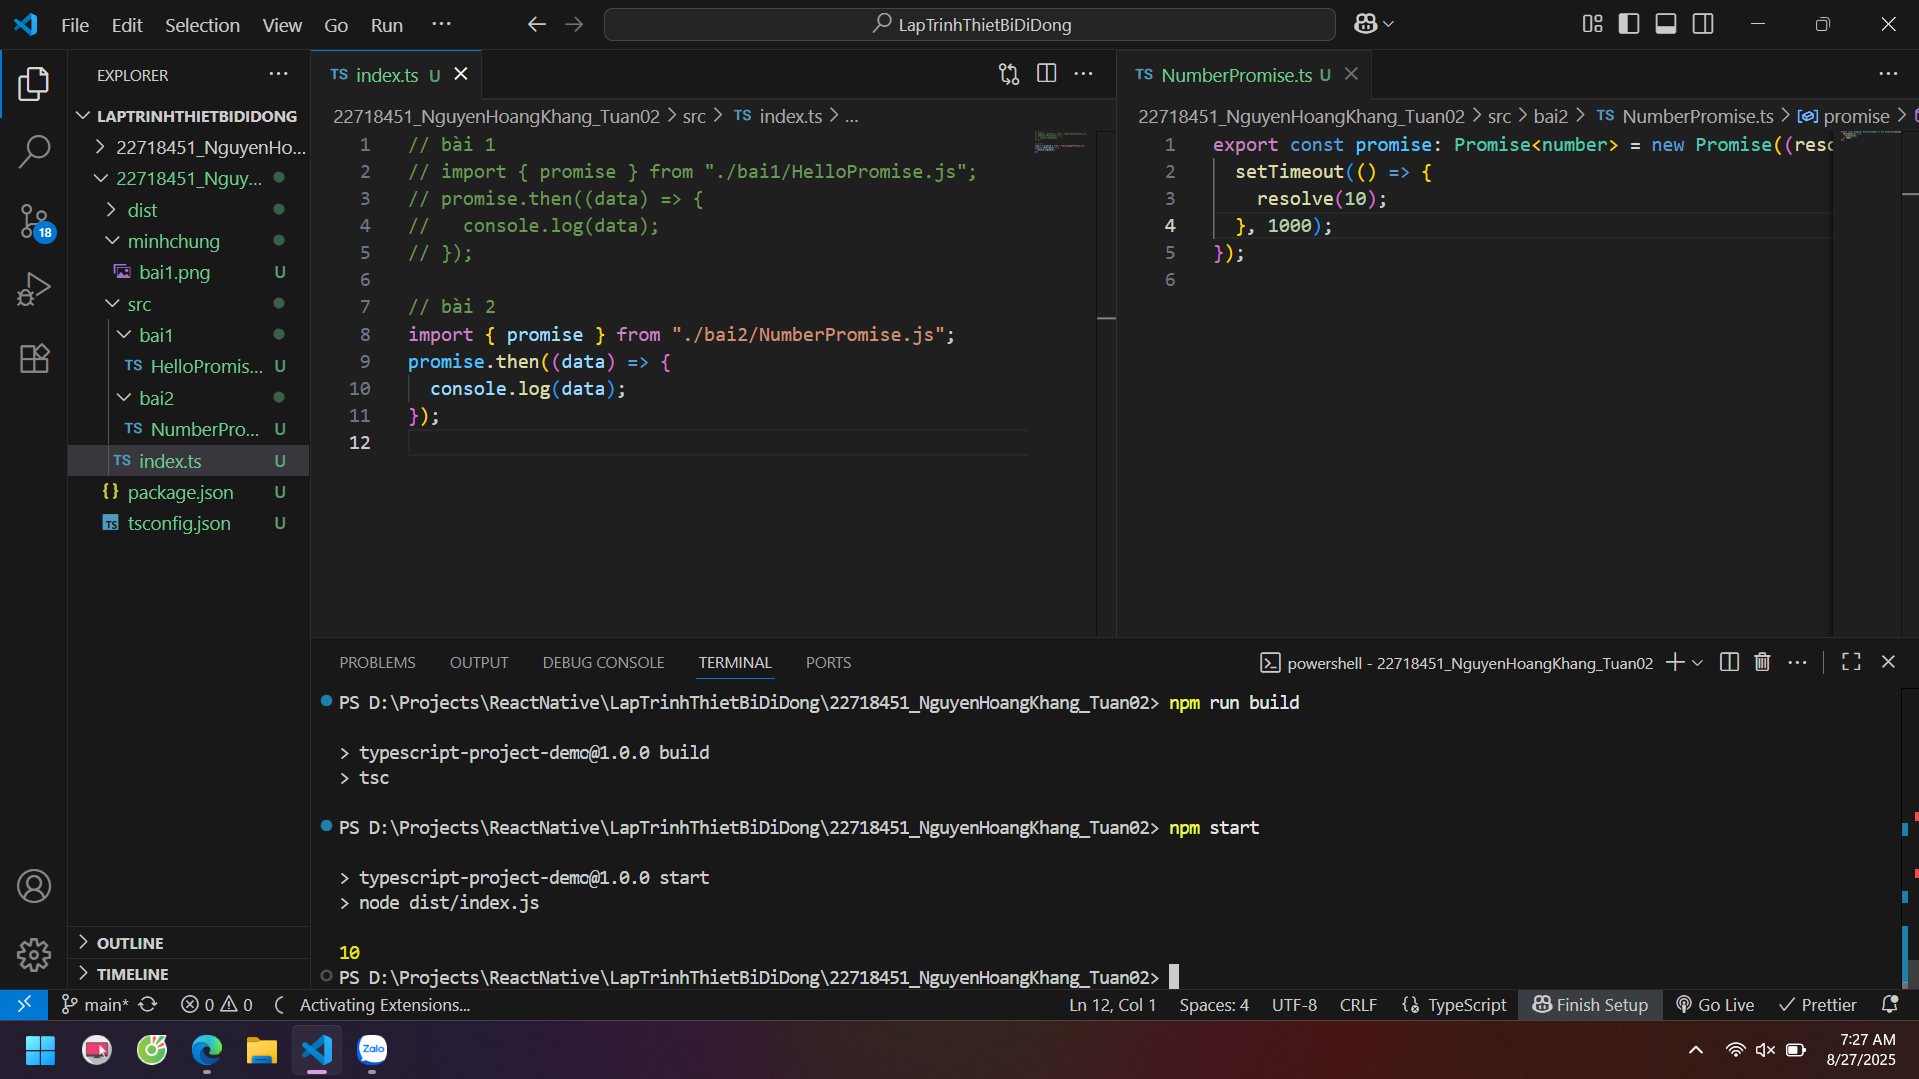 File Edit Selection View Go Run ···
LapTrinhThietBiDiDong
EXPLORER ···
LAPTRINHTHIETBIDIDONG
22718451_NguyenHo...
22718451_Nguy...
dist
minhchung
bai1.png U
src
bai1
TS HelloPromis... U
bai2
TS NumberPro... U
TS index.ts U
{} package.json U
TS tsconfig.json U
OUTLINE
TIMELINE
18
TS index.ts U
22718451_NguyenHoangKhang_Tuan02 > src > TS index.ts > ...
1 // bài 1
2 // import { promise } from "./bai1/HelloPromise.js";
3 // promise.then((data) => {
4 //   console.log(data);
5 // });
6
7 // bài 2
8 import { promise } from "./bai2/NumberPromise.js";
9 promise.then((data) => {
10   console.log(data);
11 });
12
TS NumberPromise.ts U
22718451_NguyenHoangKhang_Tuan02 > src > bai2 > TS NumberPromise.ts > promise >
1 export const promise: Promise<number> = new Promise((reso
2   setTimeout(() => {
3     resolve(10);
4   }, 1000);
5 });
6
PROBLEMS OUTPUT DEBUG CONSOLE TERMINAL PORTS
powershell - 22718451_NguyenHoangKhang_Tuan02
PS D:\Projects\ReactNative\LapTrinhThietBiDiDong\22718451_NguyenHoangKhang_Tuan02> npm run build
> typescript-project-demo@1.0.0 build
> tsc
PS D:\Projects\ReactNative\LapTrinhThietBiDiDong\22718451_NguyenHoangKhang_Tuan02> npm start
> typescript-project-demo@1.0.0 start
> node dist/index.js
10
PS D:\Projects\ReactNative\LapTrinhThietBiDiDong\22718451_NguyenHoangKhang_Tuan02>
main* 0 0 Activating Extensions...
Ln 12, Col 1 Spaces: 4 UTF-8 CRLF {} TypeScript Finish Setup Go Live Prettier
Zalo
7:27 AM
8/27/2025